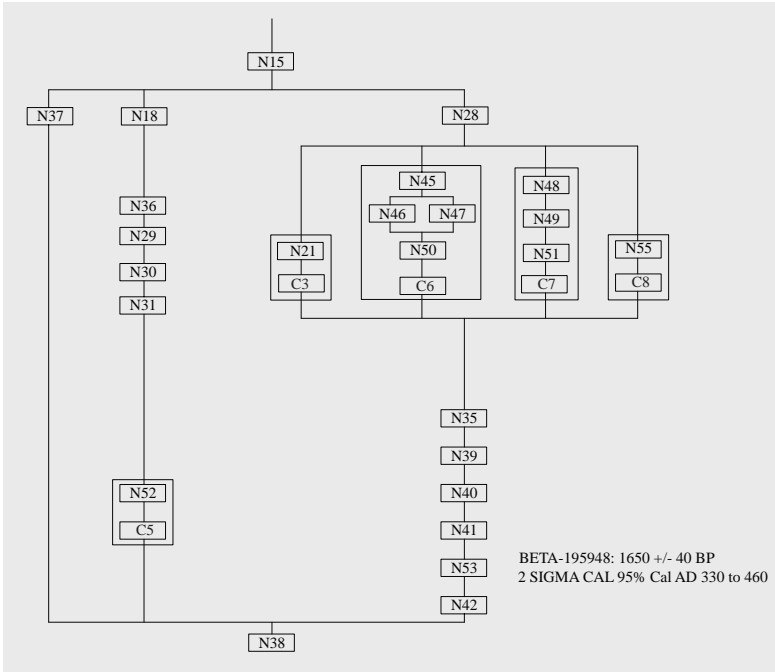 N15
N37
N18
N28
N45
N48
N36
N46
N47
N49
N29
N21
N50
N51
N55
N30
C3
C6
C7
C8
N31
N35
N39
N52
N40
C5
N41
BETA-195948: 1650 +/- 40 BP
N53
2 SIGMA CAL 95% Cal AD 330 to 460
N42
N38